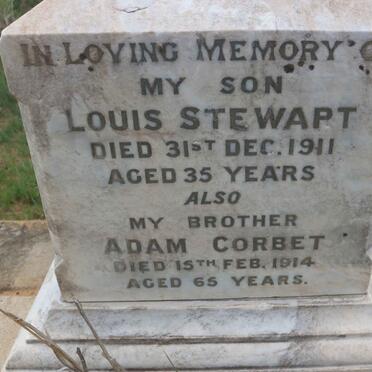 IN LOVING MEMORY O
MY SON
LOUIS STEWART
DIED 31ST DEC. 1911
AGED 35 YEARS
ALSO
MY BROTHER
ADAM CORBET
DIED 15TH FEB. 1914
AGED 65 YEARS.